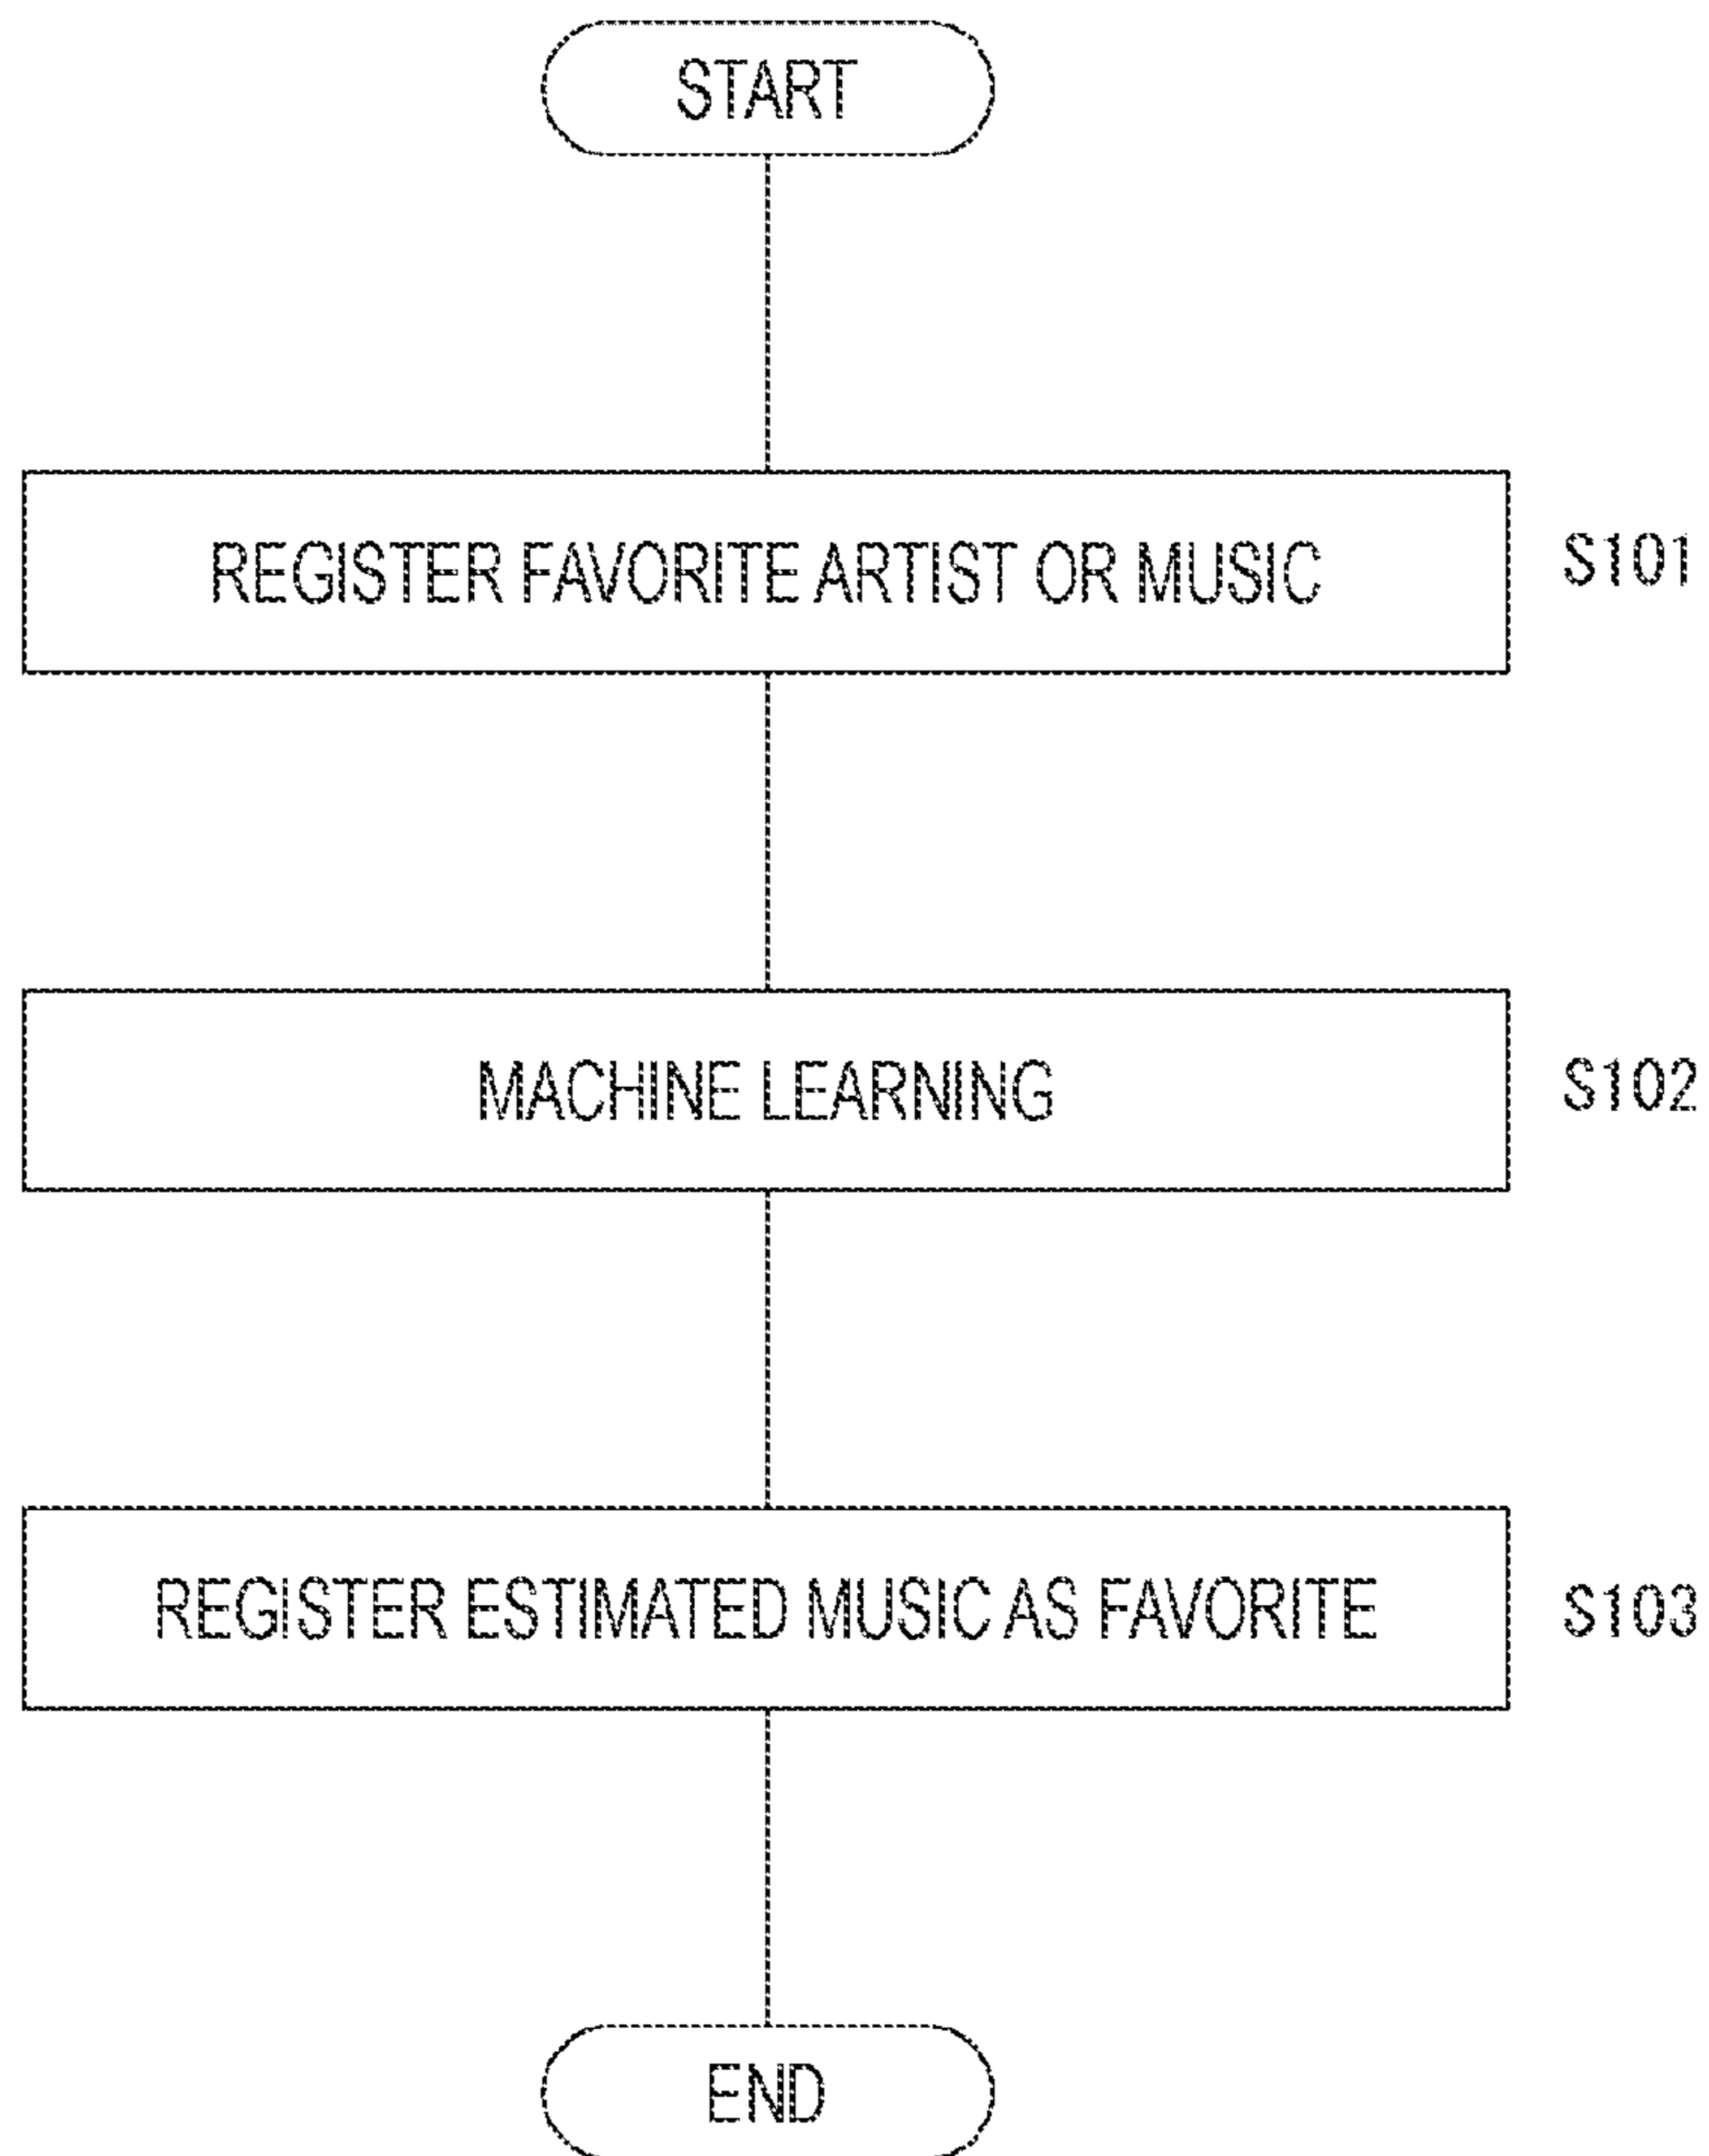 START
REGISTER FAVORITE ARTIST OR MUSIC S101
MACHINE LEARNING S102
REGISTER ESTIMATED MUSIC AS FAVORITE S103
END